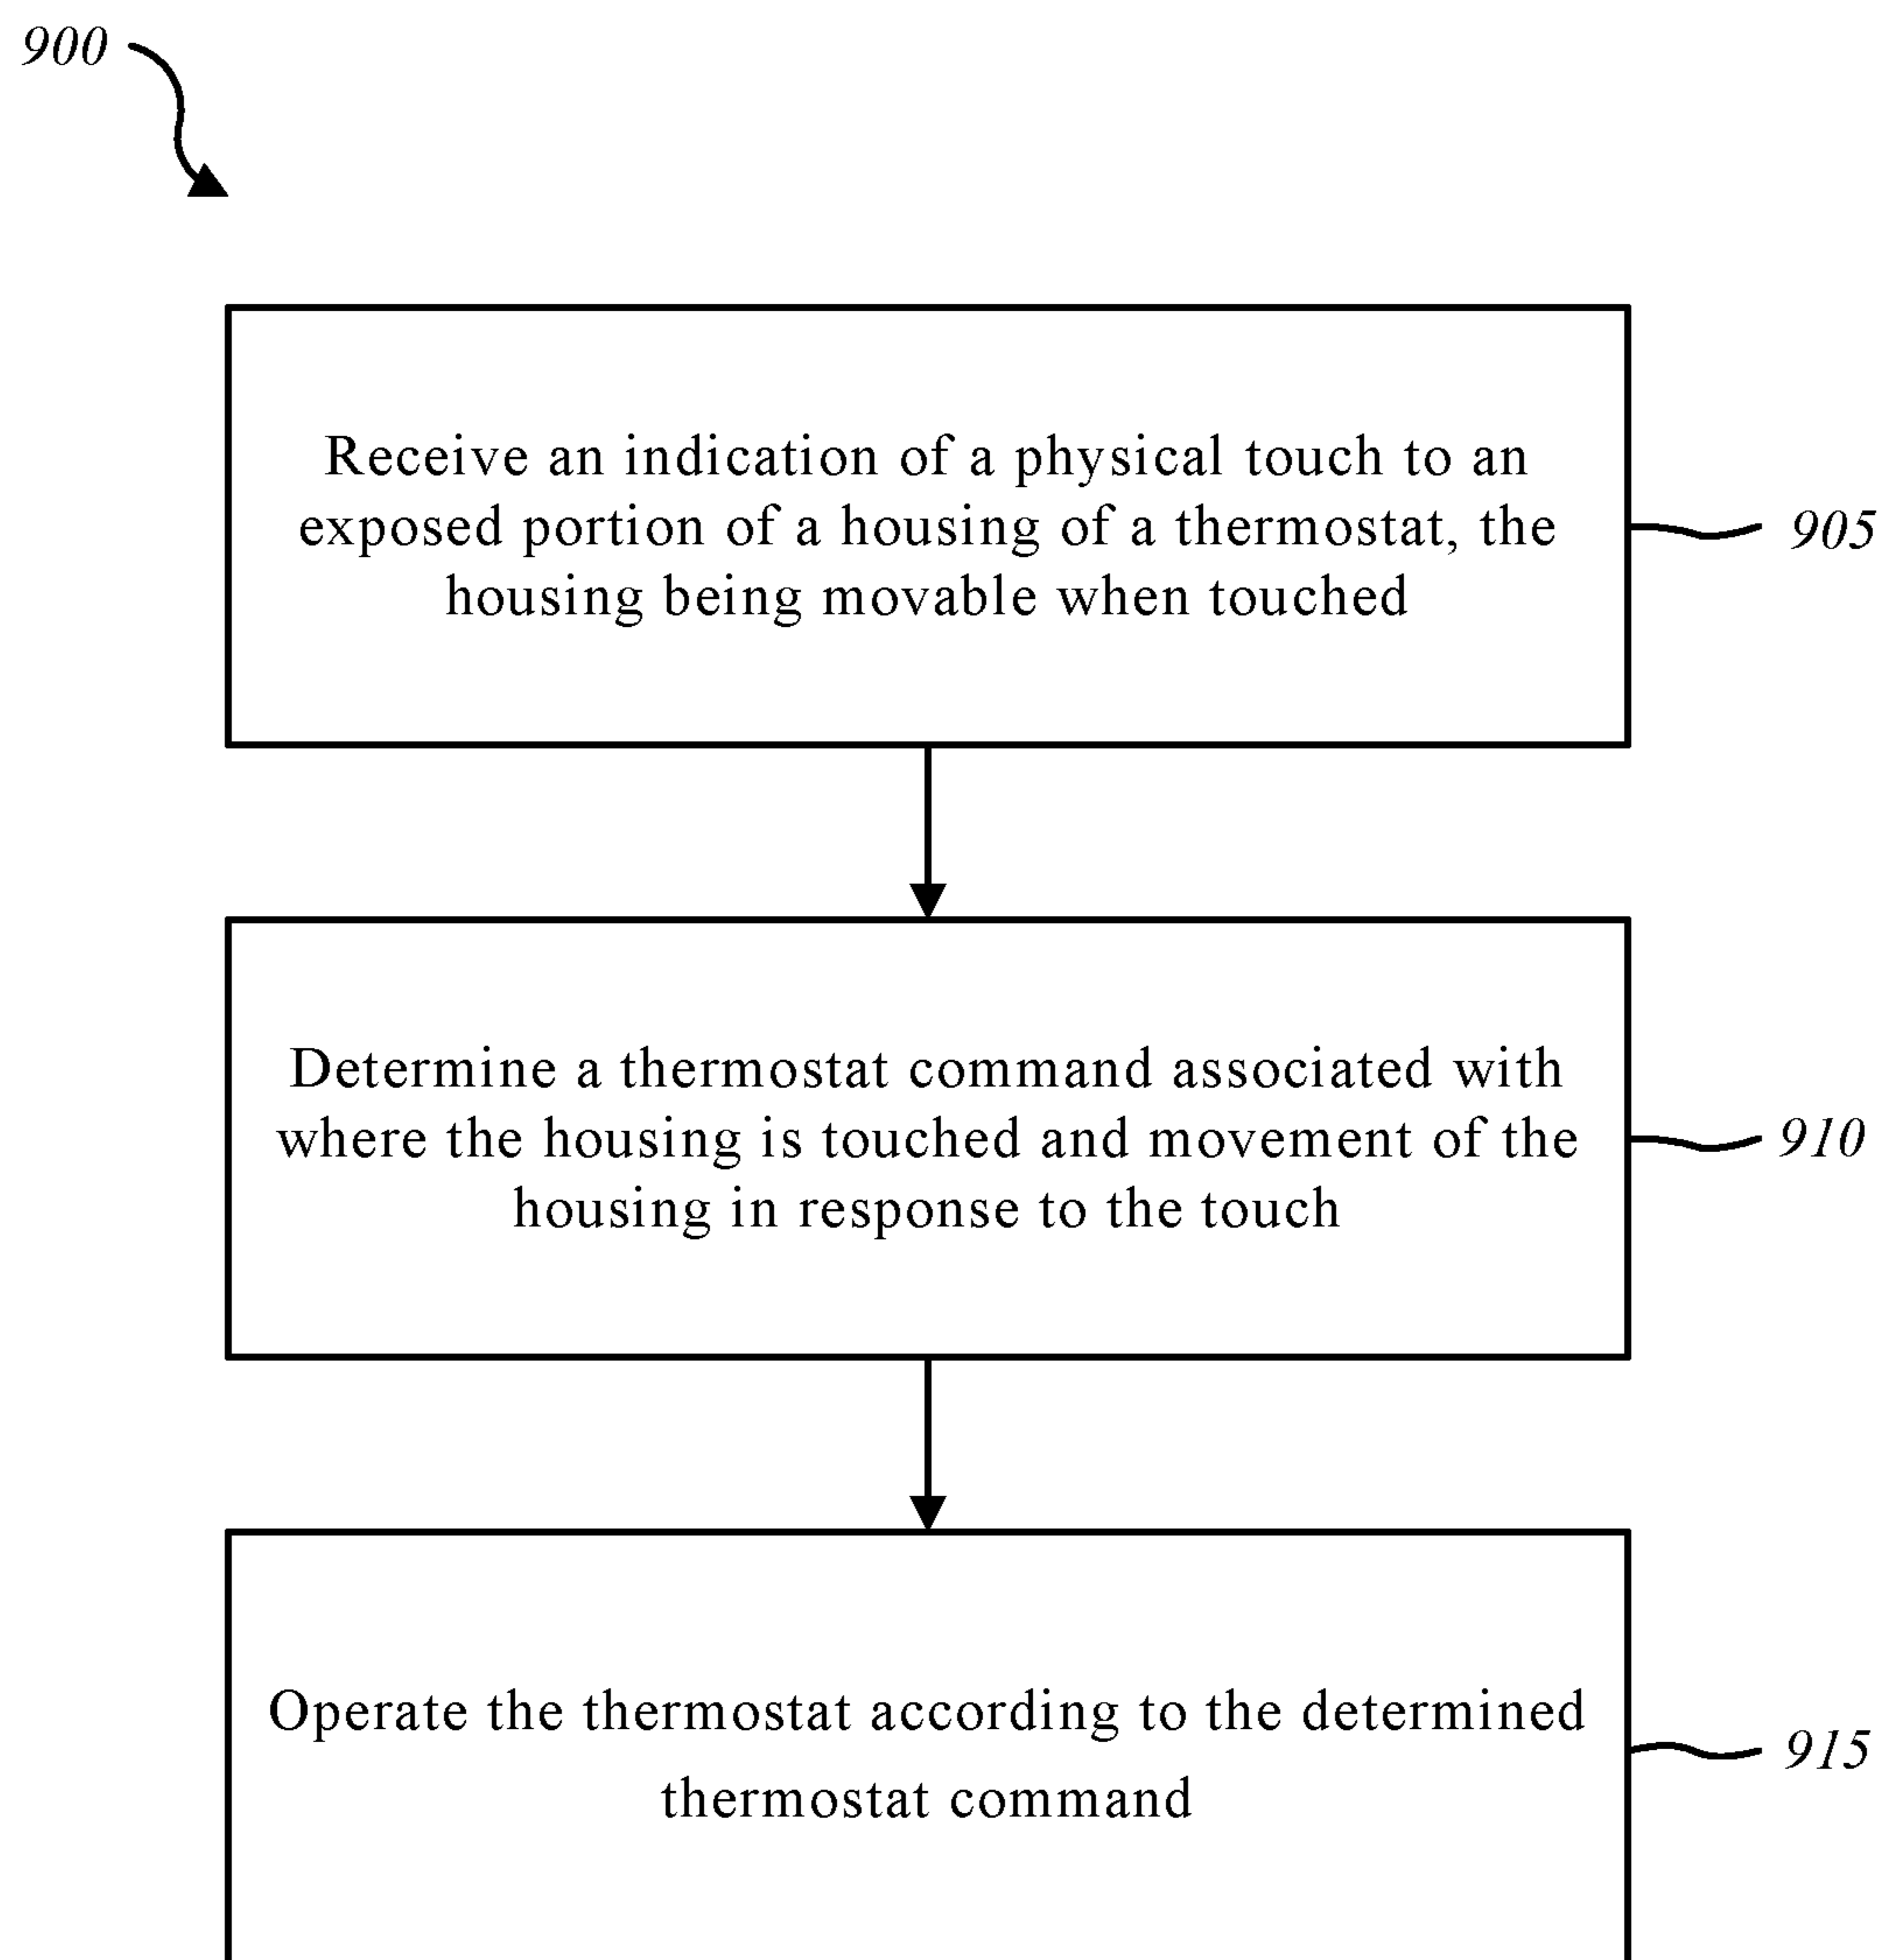 900
Receive an indication of a physical touch to an
exposed portion of a housing of a thermostat, the
housing being movable when touched
905
Determine a thermostat command associated with
where the housing is touched and movement of the
housing in response to the touch
910
Operate the thermostat according to the determined
thermostat command
915